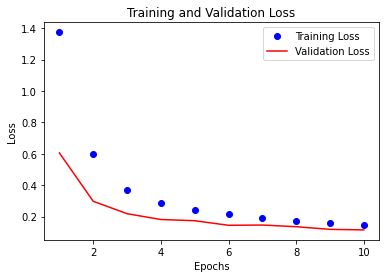 Training and Validation Loss
Training Loss
Validation Loss
1.4
1.2
1.0
0.8
0.6
0.4
0.2
Loss
2 4 6 8 10
Epochs